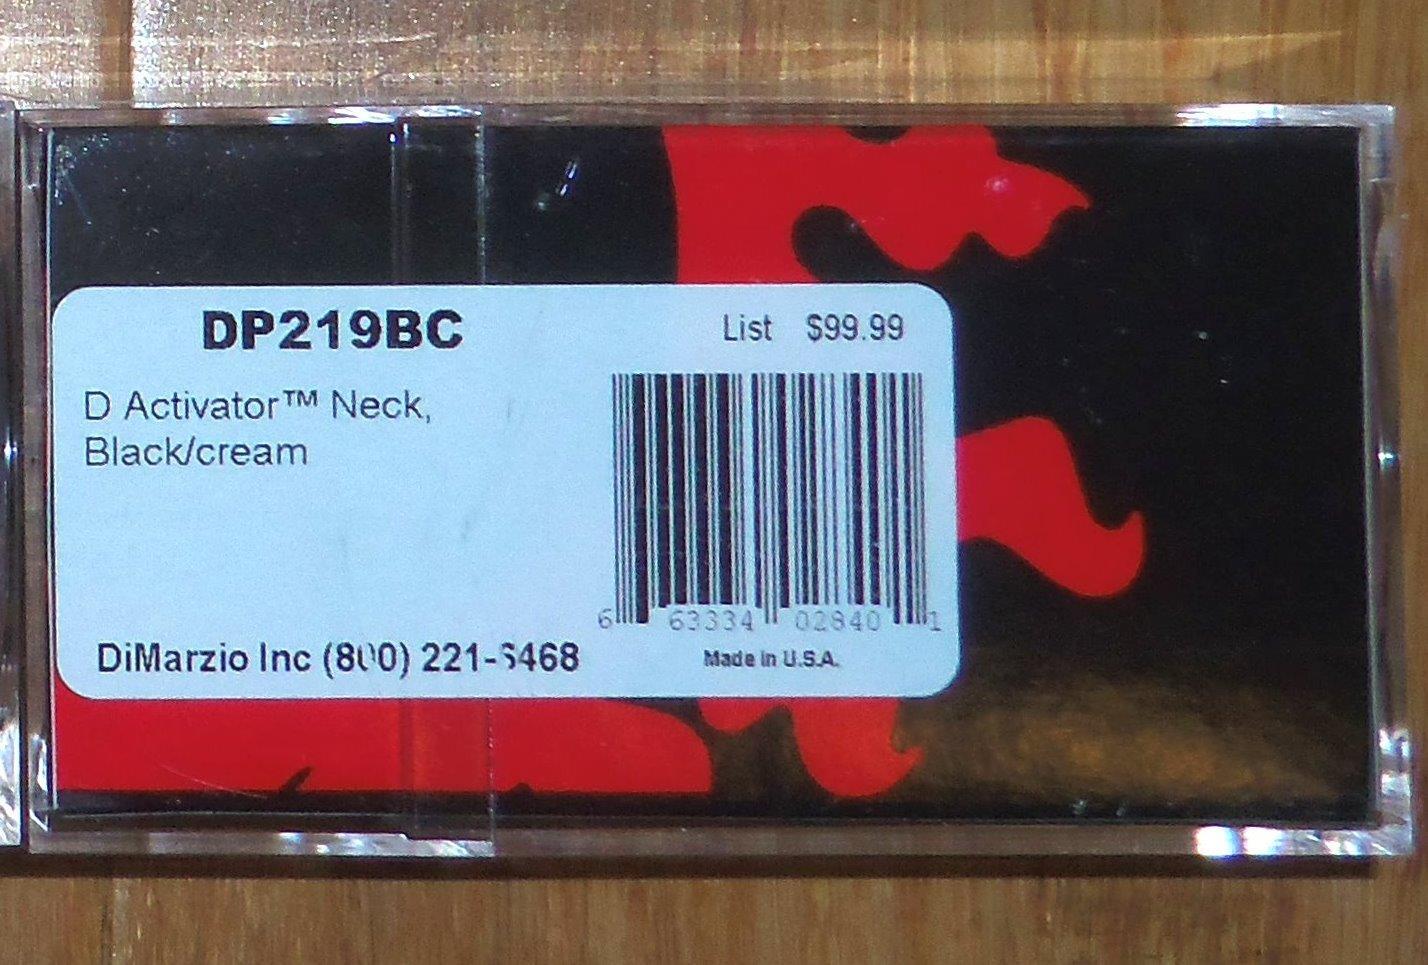 DP219BC
List $99.99
D Activator™ Neck,
Black/cream
6 63334 02840 1
DiMarzio Inc (800) 221-6468
Made in U.S.A.